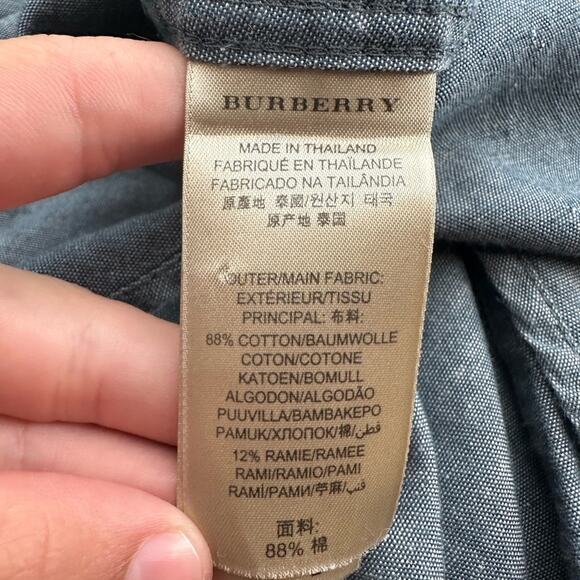 BURBERRY
MADE IN THAILAND
FABRIQUÉ EN THAÏLANDE
FABRICADO NA TAILÂNDIA
原產地 泰國/원산지 태국
原产地 泰国
OUTER/MAIN FABRIC:
EXTÉRIEUR/TISSU
PRINCIPAL: 布料:
88% COTTON/BAUMWOLLE
COTON/COTONE
KATOEN/BOMULL
ALGODON/ALGODÃO
PUUVILLA/BAMBAKEPO
PAMUK/ХЛОПОК/棉/قطن
12% RAMIE/RAMEE
RAMI/RAMIO/PAMI
RAMÍ/РАМИ/苧麻/قنب
面料:
88% 棉